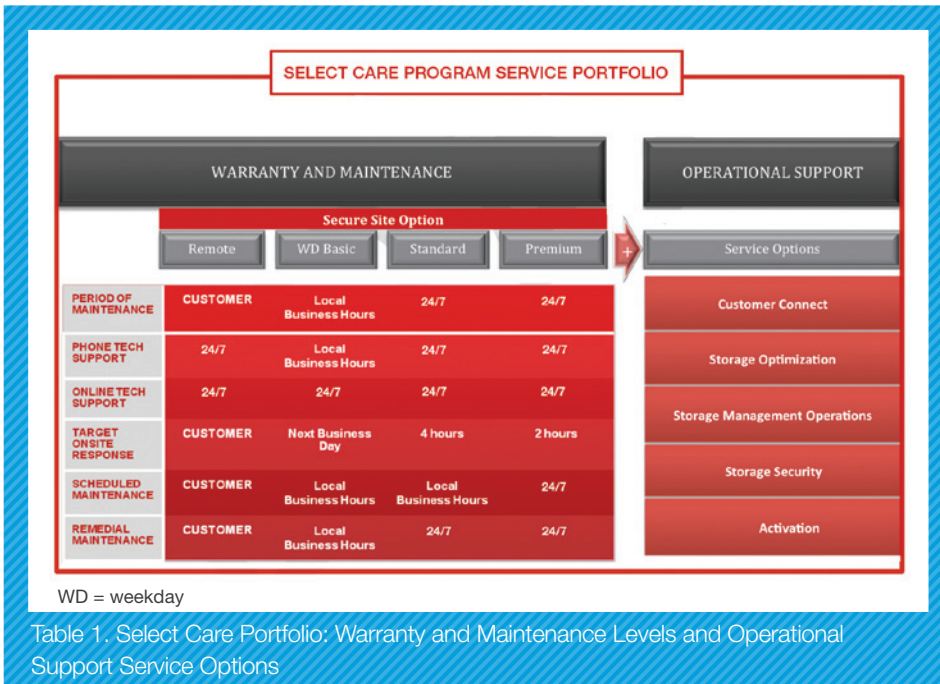 SELECT CARE PROGRAM SERVICE PORTFOLIO
WARRANTY AND MAINTENANCE
OPERATIONAL SUPPORT
Secure Site Option
Remote WD Basic Standard Premium + Service Options
PERIOD OF
MAINTENANCE
CUSTOMER
Local
Business Hours
24/7
24/7
PHONE TECH
SUPPORT
24/7
Local
Business Hours
24/7
24/7
ONLINE TECH
SUPPORT
24/7
24/7
24/7
24/7
TARGET
ONSITE
RESPONSE
CUSTOMER
Next Business
Day
4 hours
2 hours
SCHEDULED
MAINTENANCE
CUSTOMER
Local
Business Hours
Local
Business Hours
24/7
REMEDIAL
MAINTENANCE
CUSTOMER
Local
Business Hours
24/7
24/7
Customer Connect
Storage Optimization
Storage Management Operations
Storage Security
Activation
WD = weekday
Table 1. Select Care Portfolio: Warranty and Maintenance Levels and Operational
Support Service Options